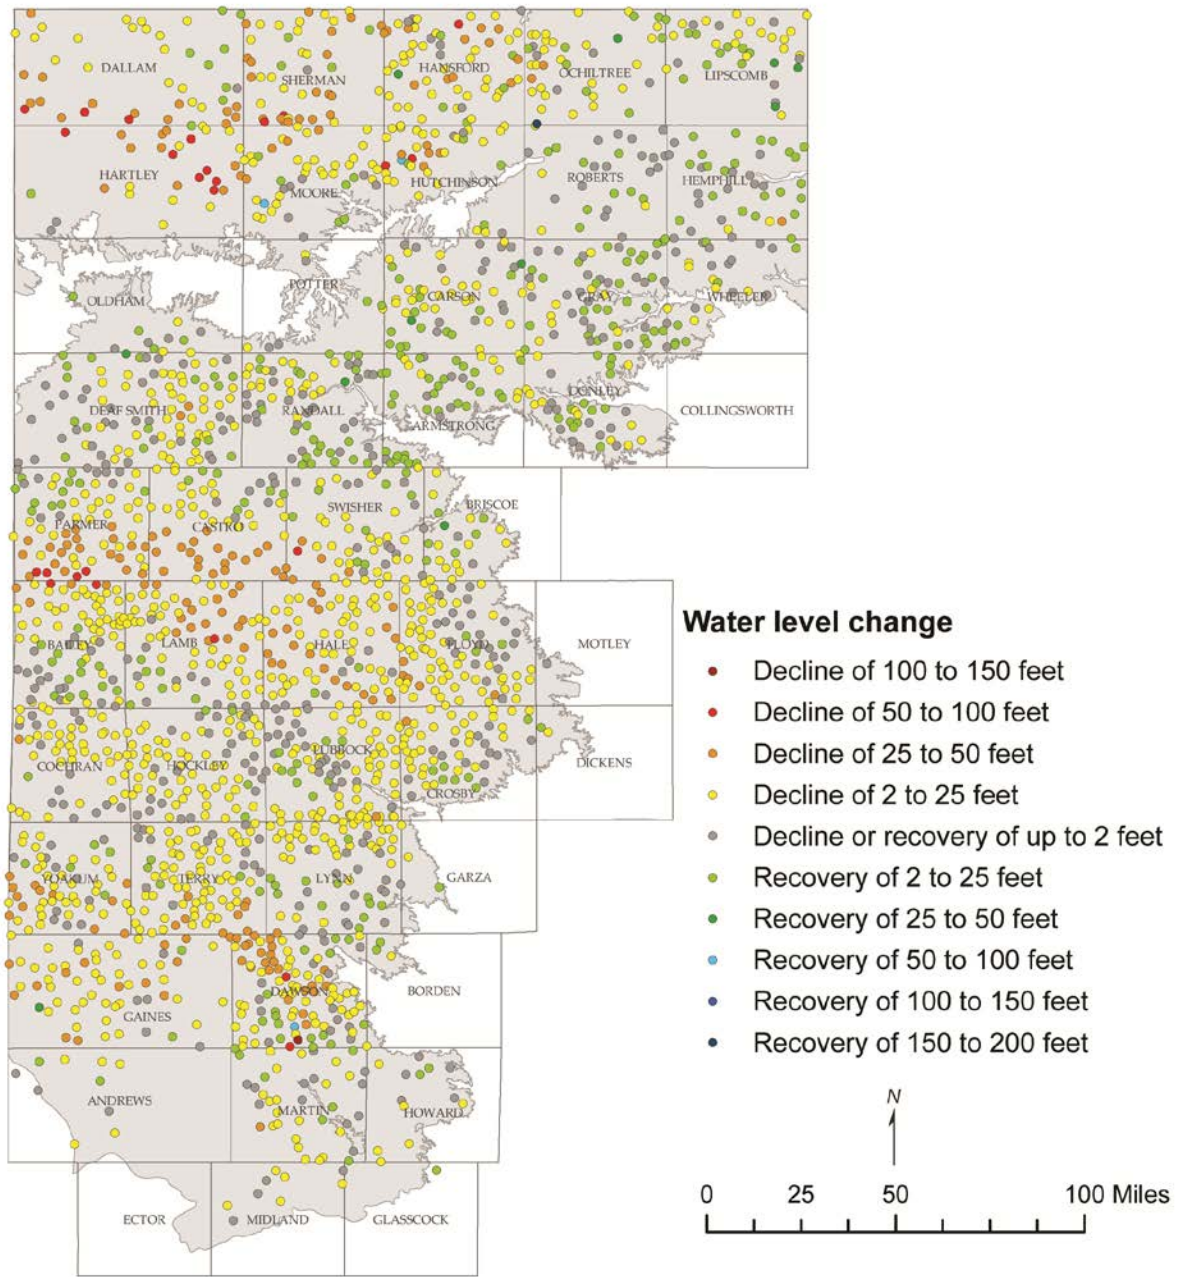 DALLAM
SHERMAN
HANSFORD
OCHILTREE
LIPSCOMB
HARTLEY
MOORE
HUTCHINSON
ROBERTS
HEMPHILL
OLDHAM
POTTER
CARSON
GRAY
WHEELER
DEAF SMITH
RANDALL
ARMSTRONG
DONLEY
COLLINGSWORTH
PARMER
CASTRO
SWISHER
BRISCOE
BAILEY
LAMB
HALE
FLOYD
MOTLEY
COCHRAN
HOCKLEY
LUBBOCK
CROSBY
DICKENS
YOAKUM
TERRY
LYNN
GARZA
GAINES
DAWSON
BORDEN
ANDREWS
MARTIN
HOWARD
ECTOR
MIDLAND
GLASSCOCK
Water level change
Decline of 100 to 150 feet
Decline of 50 to 100 feet
Decline of 25 to 50 feet
Decline of 2 to 25 feet
Decline or recovery of up to 2 feet
Recovery of 2 to 25 feet
Recovery of 25 to 50 feet
Recovery of 50 to 100 feet
Recovery of 100 to 150 feet
Recovery of 150 to 200 feet
N
0 25 50 100 Miles